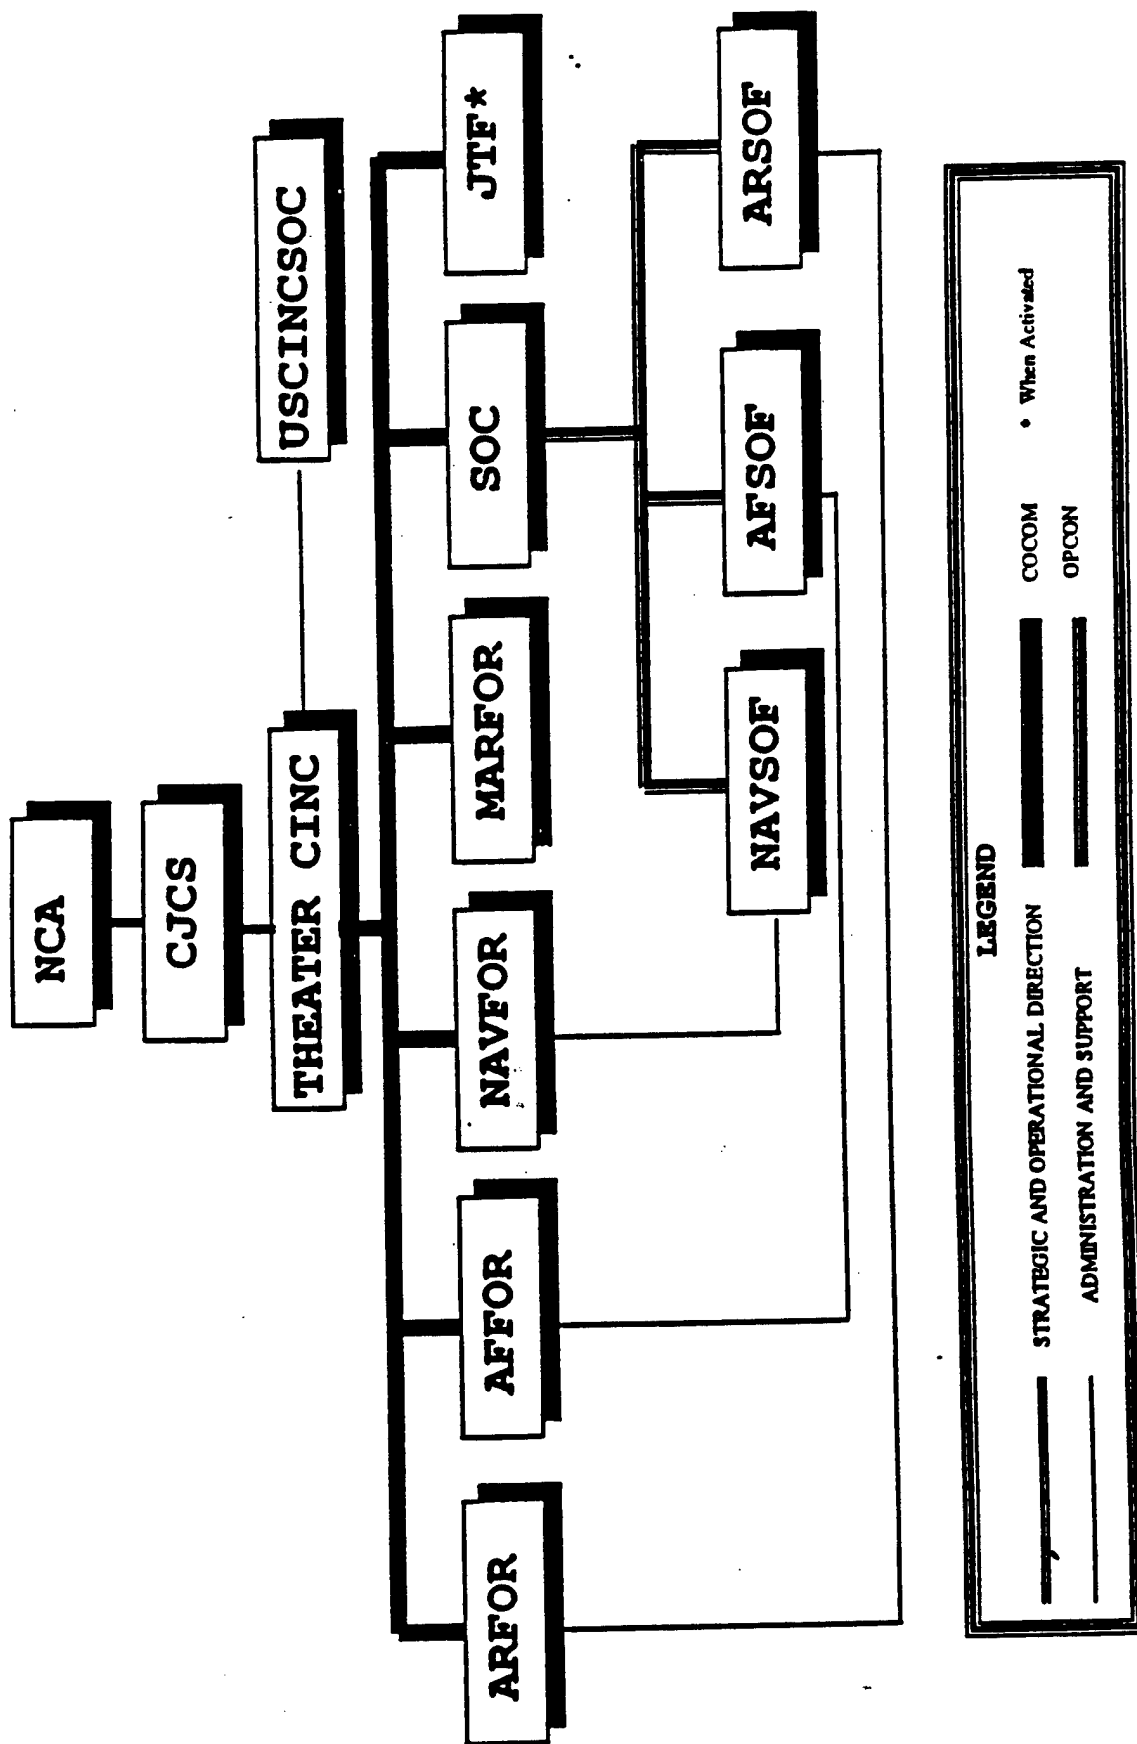 NCA
CJCS
THEATER CINC
USCINCSOC
ARFOR
AFFOR
NAVFOR
MARFOR
SOC
JTF*
NAVSOF
AFSOF
ARSOF
LEGEND
STRATEGIC AND OPERATIONAL DIRECTION
COCOM
* When Activated
ADMINISTRATION AND SUPPORT
OPCON